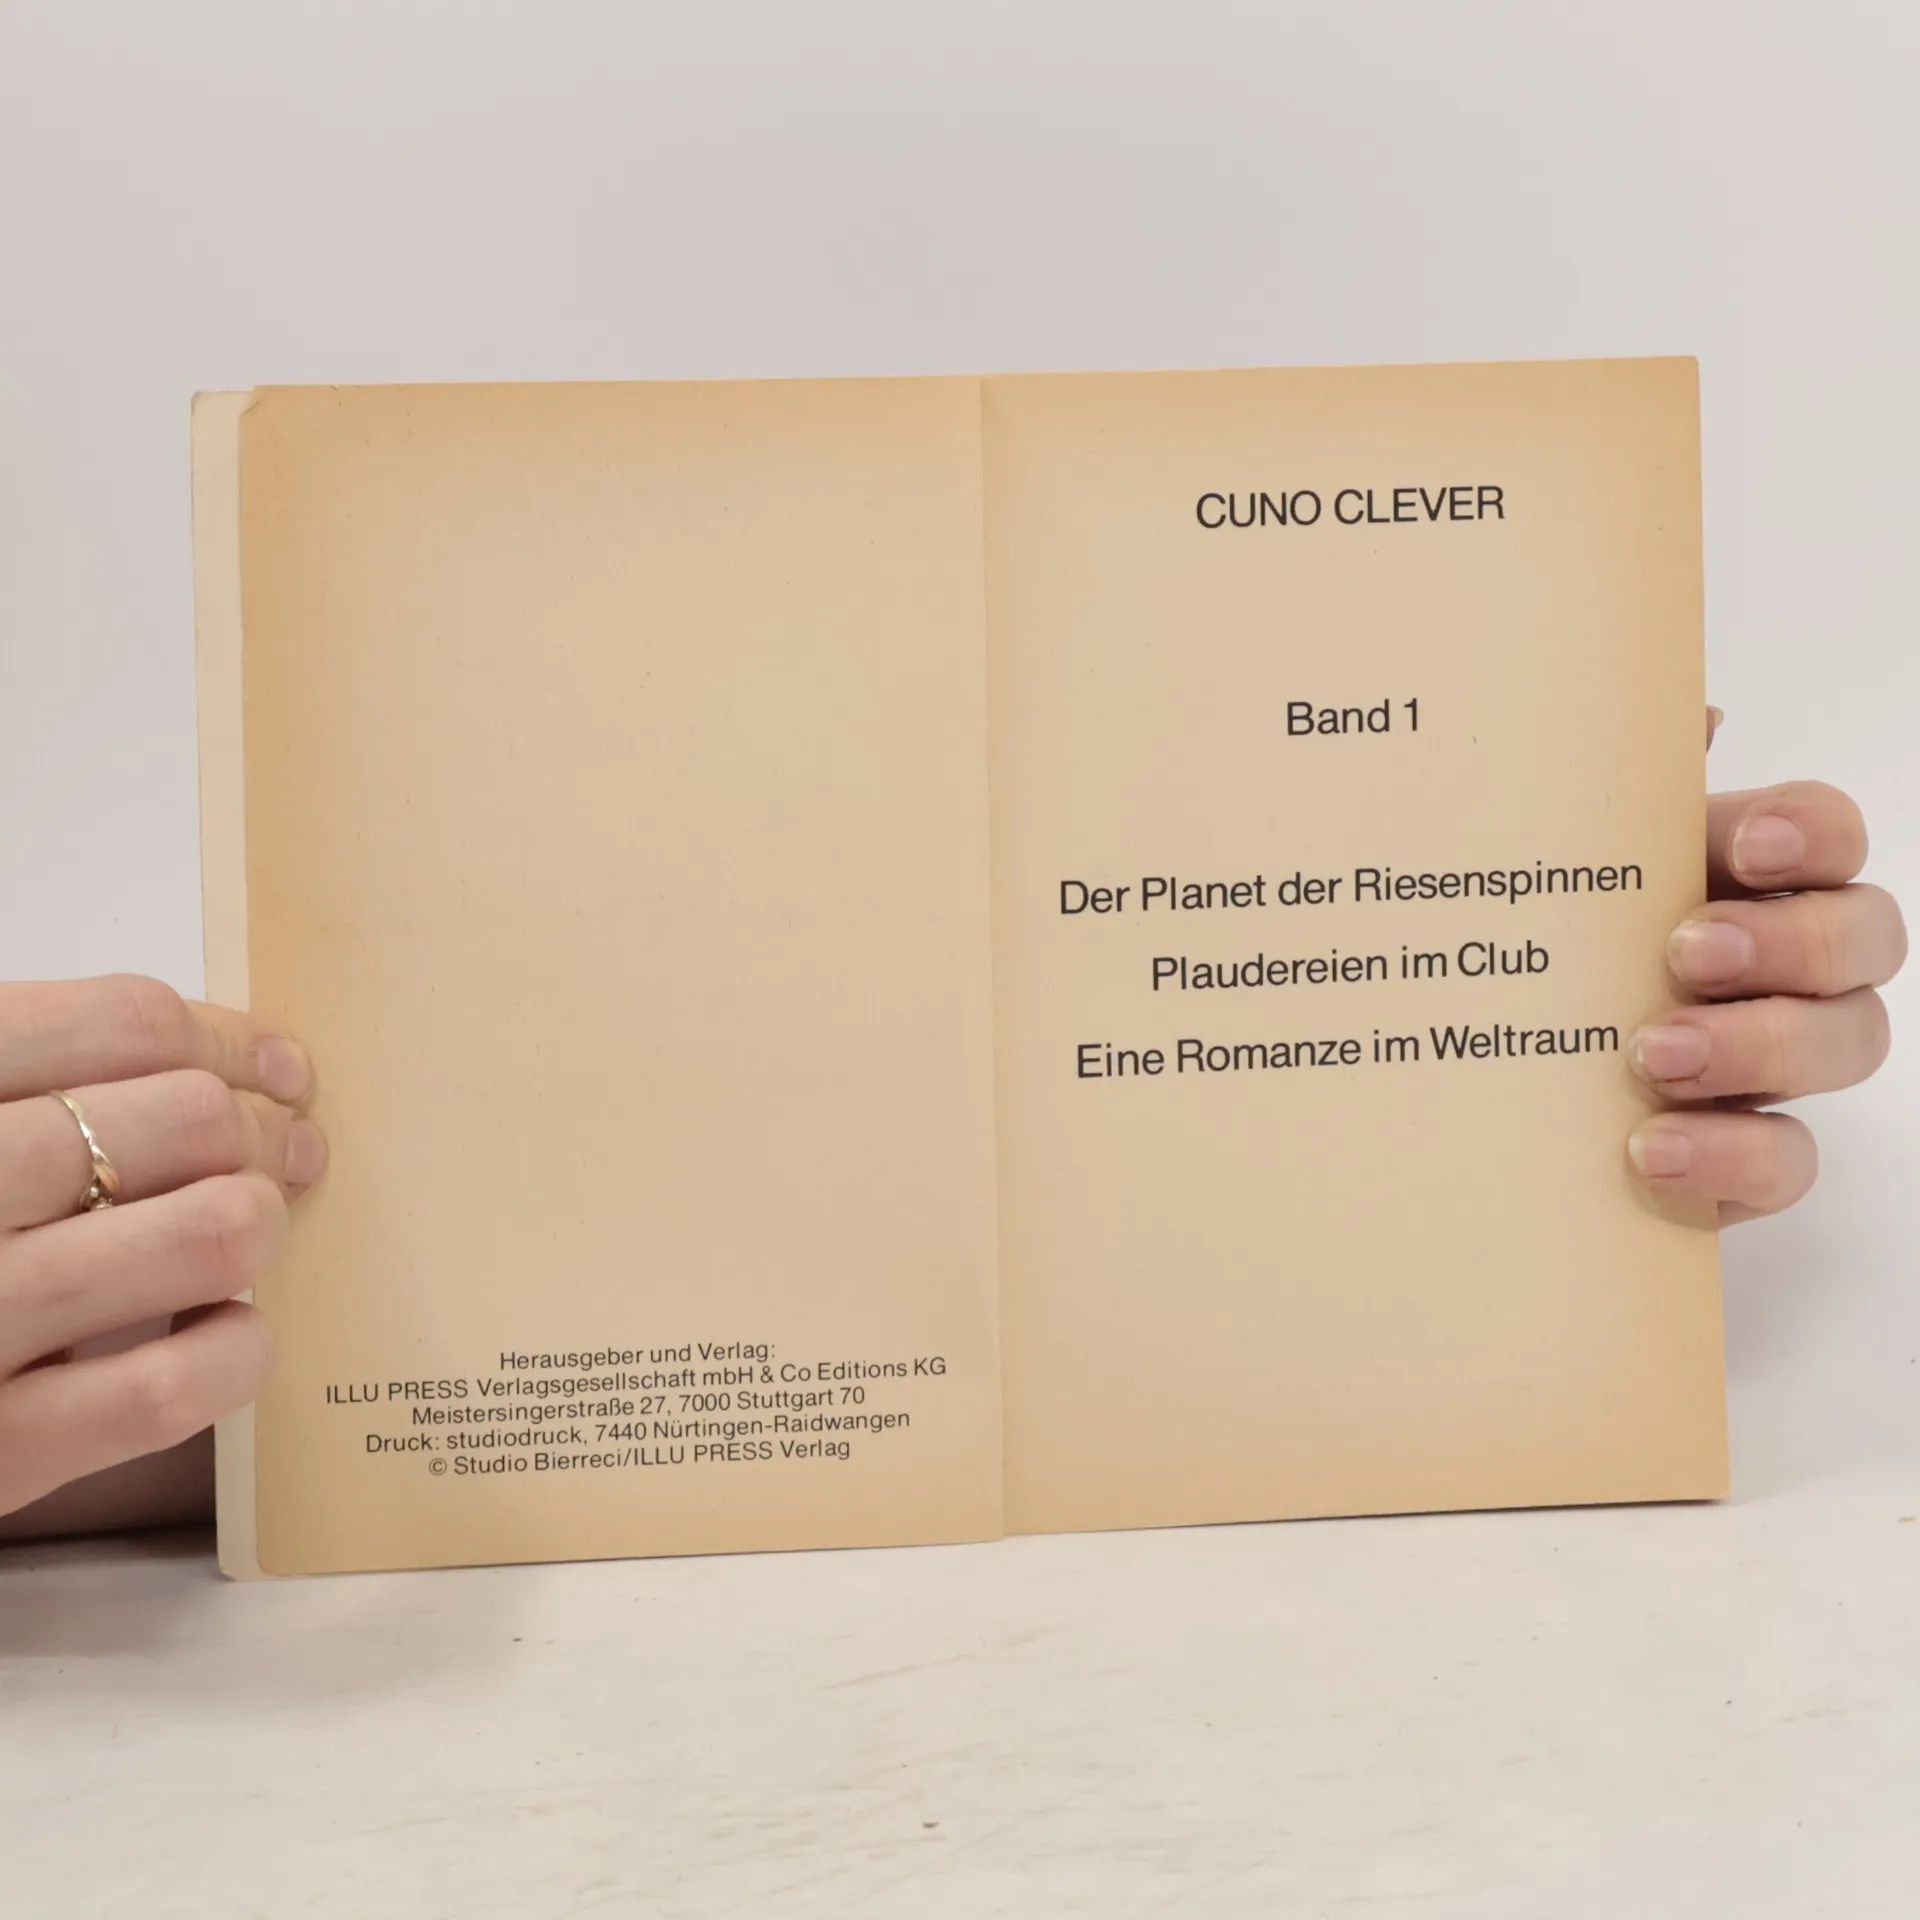 Herausgeber und Verlag:
ILLU PRESS Verlagsgesellschaft mbH & Co Editions KG
Meistersingerstraße 27, 7000 Stuttgart 70
Druck: studiodruck, 7440 Nürtingen-Raidwangen
© Studio Bierreci/ILLU PRESS Verlag
CUNO CLEVER
Band 1
Der Planet der Riesenspinnen
Plaudereien im Club
Eine Romanze im Weltraum